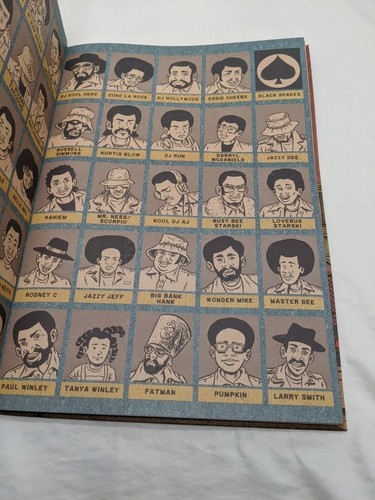 DJ KOOL HERC
COKE LA ROCK
DJ HOLLYWOOD
EDDIE CHEEBA
BLACK SPADES
RUSSELL
SIMMONS
KURTIS BLOW
DJ RUN
DARRYL
MCDANIELS
JAZZY DEE
RAHIEM
MR. NESS/
SCORPIO
KOOL DJ AJ
BUSY BEE
STARSKI
LOVEBUG
STARSKI
RODNEY C
JAZZY JEFF
BIG BANK
HANK
WONDER MIKE
MASTER GEE
PAUL WINLEY
TANYA WINLEY
FATMAN
PUMPKIN
LARRY SMITH